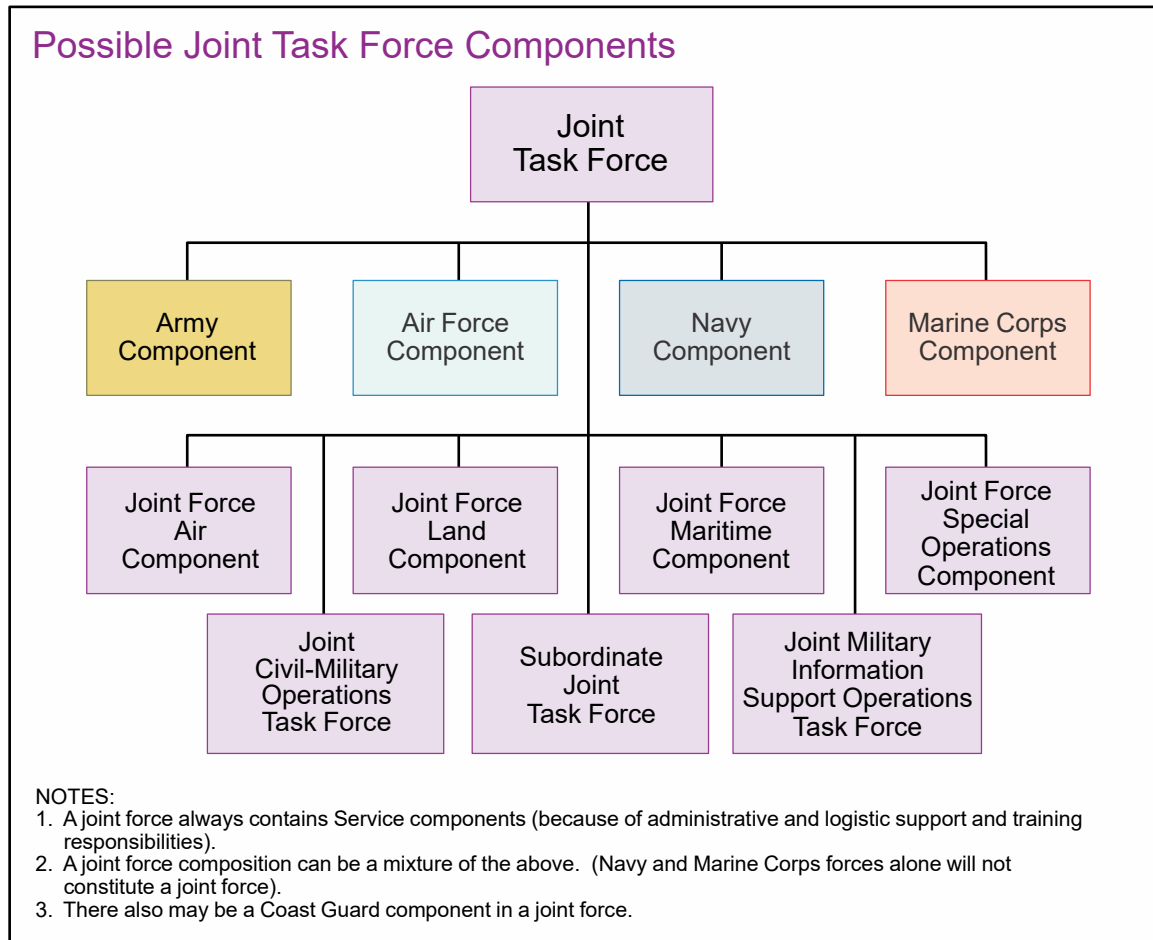 Possible Joint Task Force Components
Joint
Task Force
Army
Component
Air Force
Component
Navy
Component
Marine Corps
Component
Joint Force
Air
Component
Joint Force
Land
Component
Joint Force
Maritime
Component
Joint Force
Special
Operations
Component
Joint
Civil-Military
Operations
Task Force
Subordinate
Joint
Task Force
Joint Military
Information
Support Operations
Task Force
NOTES:
1. A joint force always contains Service components (because of administrative and logistic support and training
responsibilities).
2. A joint force composition can be a mixture of the above. (Navy and Marine Corps forces alone will not
constitute a joint force).
3. There also may be a Coast Guard component in a joint force.